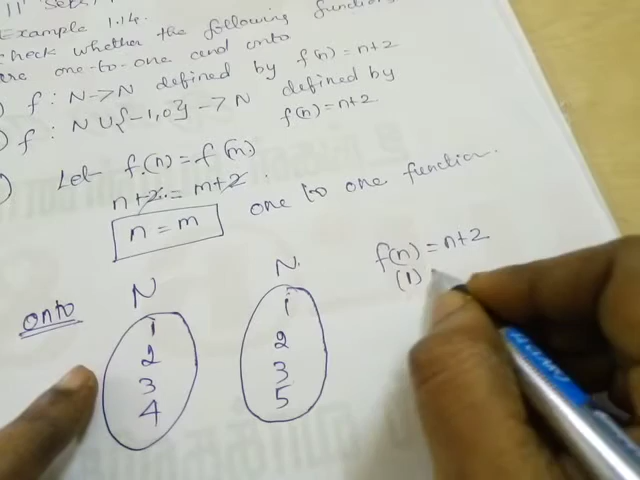 Example 1.14.
check whether the following function
are one-to-one and onto
f : N->N defined by f(n)=n+2
f : N U{-1,0} -> N defined by
f(n)=n+2
Let f(n)=f(m)
n+2=m+2
n = m one to one function.
onto
N N
1
2
3
4
1
2
3
5
f(n)=n+2
(1)